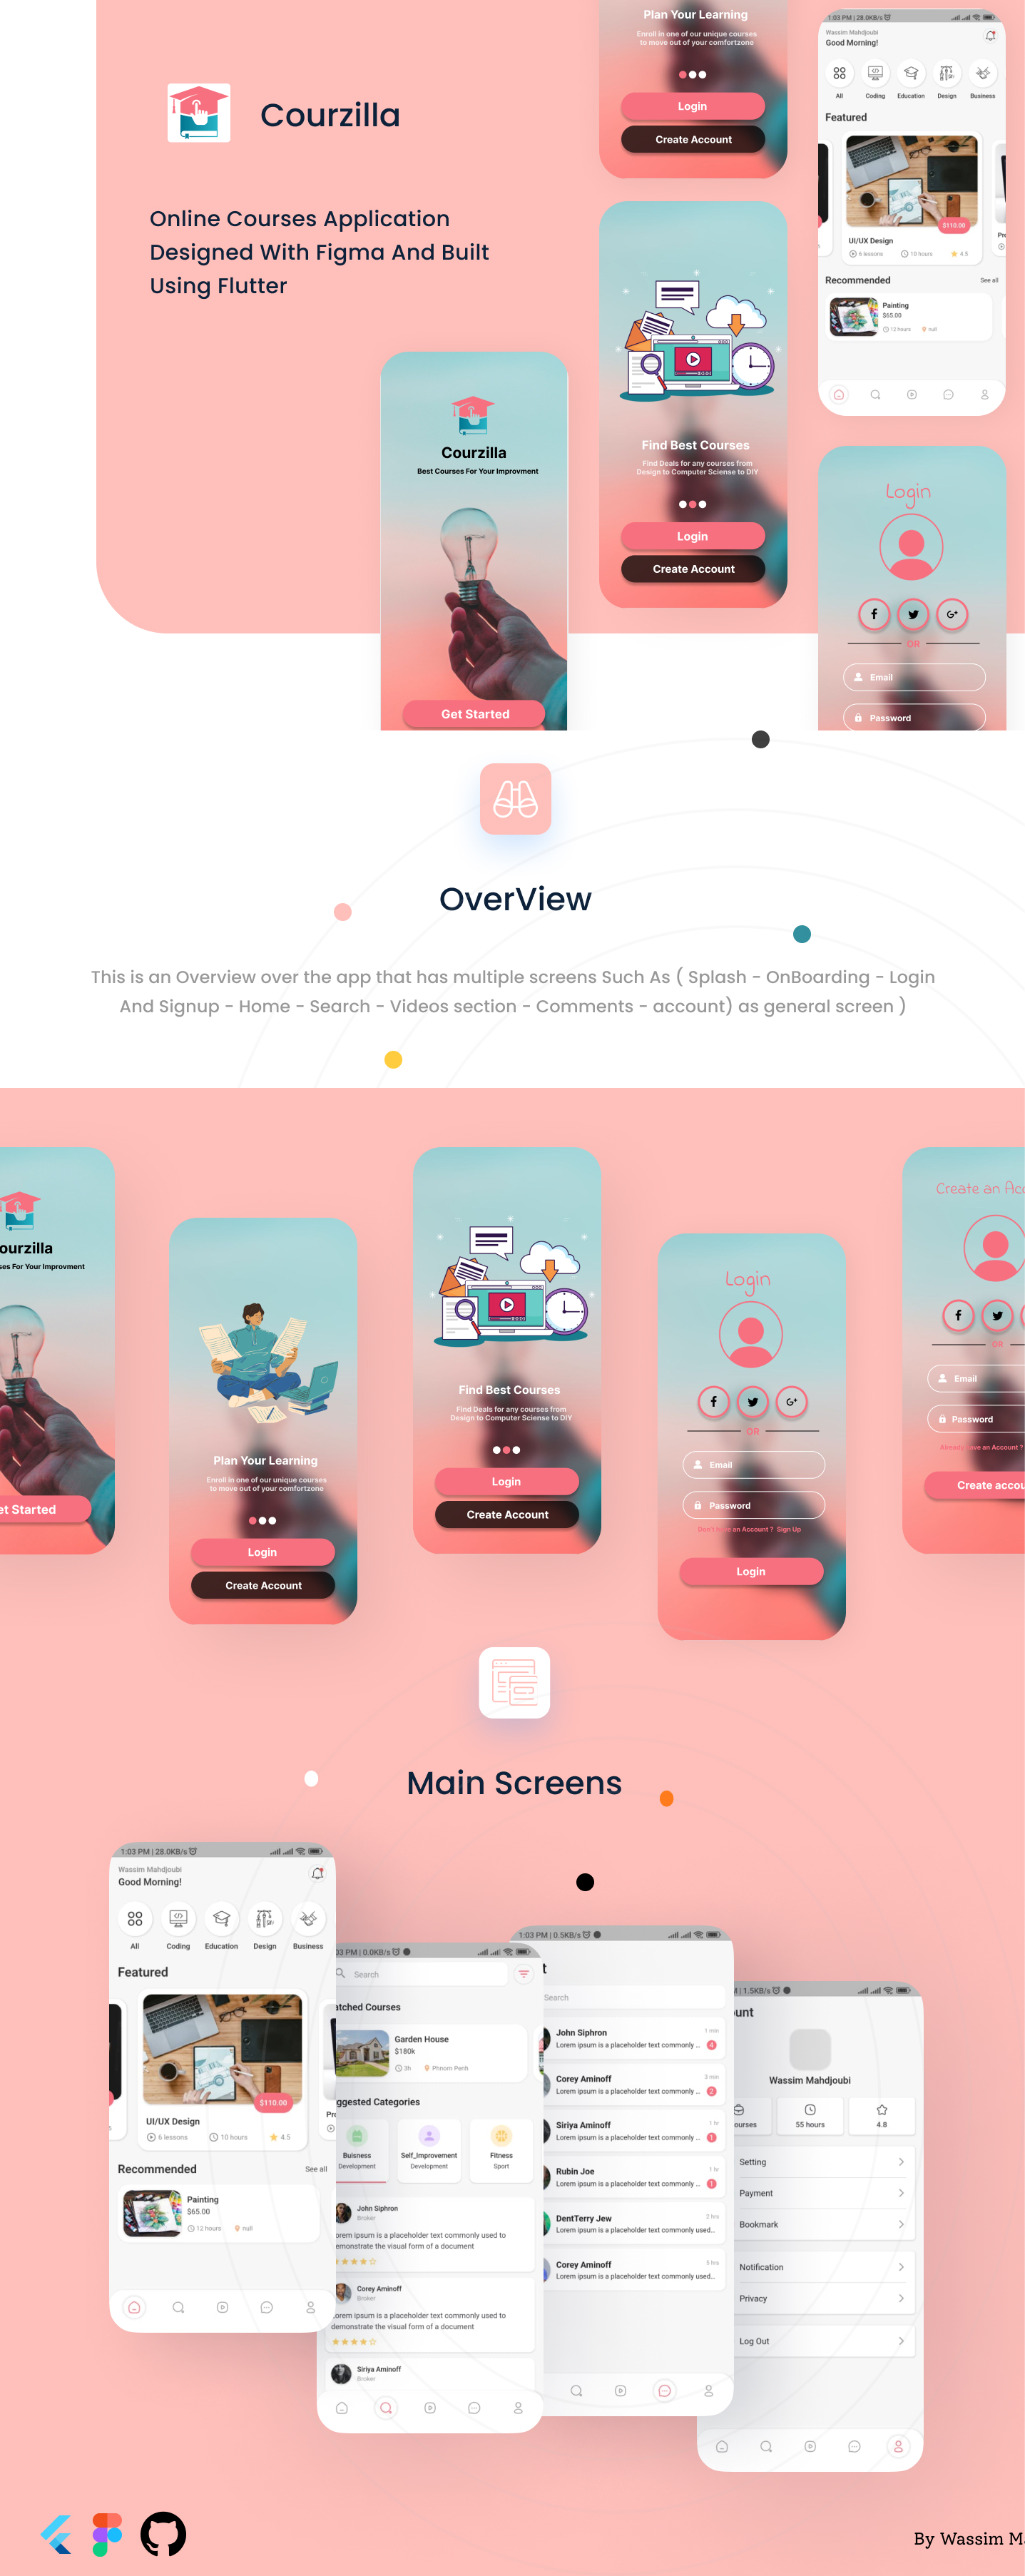 Courzilla
Online Courses Application
Designed With Figma And Built
Using Flutter
Plan Your Learning
Enroll in one of our unique courses
to move out of your comfortzone
Login
Create Account
Find Best Courses
Find Deals for any courses from
Design to Computer Sciense to DIY
Login
Create Account
Courzilla
Best Courses For Your Improvment
Get Started
1:03 PM | 28.0KB/s
Wassim Mahdjoubi
Good Morning!
All Coding Education Design Business
Featured
$110.00
UI/UX Design
6 lessons 10 hours 4.5
Recommended See all
Painting
$65.00
12 hours null
Login
OR
Email
Password
OverView
This is an Overview over the app that has multiple screens Such As ( Splash - OnBoarding - Login
And Signup - Home - Search - Videos section - Comments - account) as general screen )
ourzilla
ses For Your Improvment
et Started
Plan Your Learning
Enroll in one of our unique courses
to move out of your comfortzone
Login
Create Account
Find Best Courses
Find Deals for any courses from
Design to Computer Sciense to DIY
Login
Create Account
Login
OR
Email
Password
Don't have an Account ? Sign Up
Login
Create an Acc
OR
Email
Password
Already have an Account ?
Create accou
Main Screens
1:03 PM | 28.0KB/s
Wassim Mahdjoubi
Good Morning!
All Coding Education Design Business
Featured
$110.00
UI/UX Design
6 lessons 10 hours 4.5
Pro
Recommended See all
Painting
$65.00
12 hours null
03 PM | 0.0KB/s
Search
atched Courses
Garden House
$180k
3h Phnom Penh
ggested Categories
Buisness
Development
Self_Improvement
Development
Fitness
Sport
John Siphron
Broker
orem ipsum is a placeholder text commonly used to
demonstrate the visual form of a document
Corey Aminoff
Broker
orem ipsum is a placeholder text commonly used to
demonstrate the visual form of a document
Siriya Aminoff
Broker
1:03 PM | 0.5KB/s
t
Search
John Siphron 1 min
Lorem ipsum is a placeholder text commonly ... 4
Corey Aminoff 3 min
Lorem ipsum is a placeholder text commonly ... 2
Siriya Aminoff 1 hr
Lorem ipsum is a placeholder text commonly ... 1
Rubin Joe 1 hr
Lorem ipsum is a placeholder text commonly ... 1
DentTerry Jew 2 hrs
Lorem ipsum is a placeholder text commonly used...
Corey Aminoff 5 hrs
Lorem ipsum is a placeholder text commonly used...
M | 1.5KB/s
unt
Wassim Mahdjoubi
ourses 55 hours 4.8
Setting
Payment
Bookmark
Notification
Privacy
Log Out
By Wassim Ma